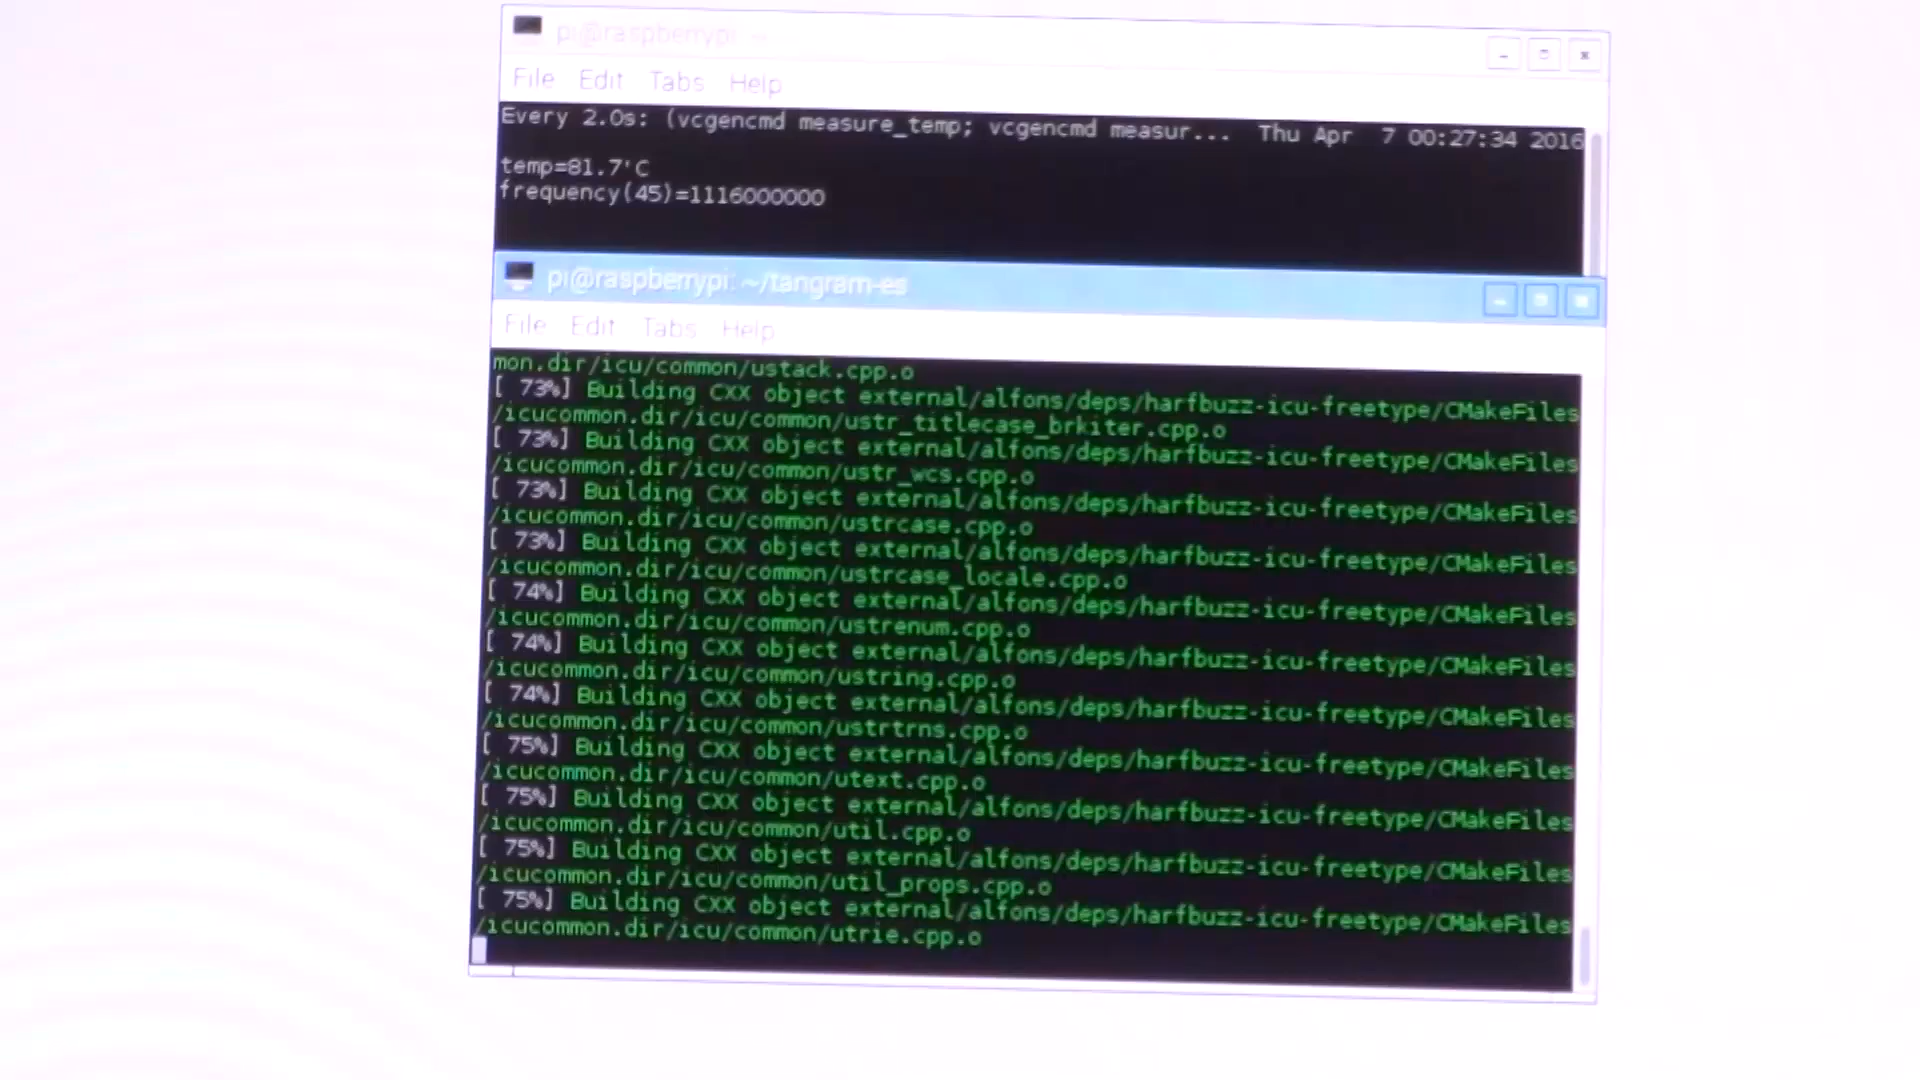 pi@raspberrypi: ~
File Edit Tabs Help
Every 2.0s: (vcgencmd measure_temp; vcgencmd measur... Thu Apr 7 00:27:34 2016
temp=81.7'C
frequency(45)=1116000000
pi@raspberrypi: ~/tangram-es
File Edit Tabs Help
mon.dir/icu/common/ustack.cpp.o
[ 73%] Building CXX object external/alfons/deps/harfbuzz-icu-freetype/CMakeFiles
/icucommon.dir/icu/common/ustr_titlecase_brkiter.cpp.o
[ 73%] Building CXX object external/alfons/deps/harfbuzz-icu-freetype/CMakeFiles
/icucommon.dir/icu/common/ustr_wcs.cpp.o
[ 73%] Building CXX object external/alfons/deps/harfbuzz-icu-freetype/CMakeFiles
/icucommon.dir/icu/common/ustrcase.cpp.o
[ 73%] Building CXX object external/alfons/deps/harfbuzz-icu-freetype/CMakeFiles
/icucommon.dir/icu/common/ustrcase_locale.cpp.o
[ 74%] Building CXX object external/alfons/deps/harfbuzz-icu-freetype/CMakeFiles
/icucommon.dir/icu/common/ustrenum.cpp.o
[ 74%] Building CXX object external/alfons/deps/harfbuzz-icu-freetype/CMakeFiles
/icucommon.dir/icu/common/ustring.cpp.o
[ 74%] Building CXX object external/alfons/deps/harfbuzz-icu-freetype/CMakeFiles
/icucommon.dir/icu/common/ustrtrns.cpp.o
[ 75%] Building CXX object external/alfons/deps/harfbuzz-icu-freetype/CMakeFiles
/icucommon.dir/icu/common/utext.cpp.o
[ 75%] Building CXX object external/alfons/deps/harfbuzz-icu-freetype/CMakeFiles
/icucommon.dir/icu/common/util.cpp.o
[ 75%] Building CXX object external/alfons/deps/harfbuzz-icu-freetype/CMakeFiles
/icucommon.dir/icu/common/util_props.cpp.o
[ 75%] Building CXX object external/alfons/deps/harfbuzz-icu-freetype/CMakeFiles
/icucommon.dir/icu/common/utrie.cpp.o